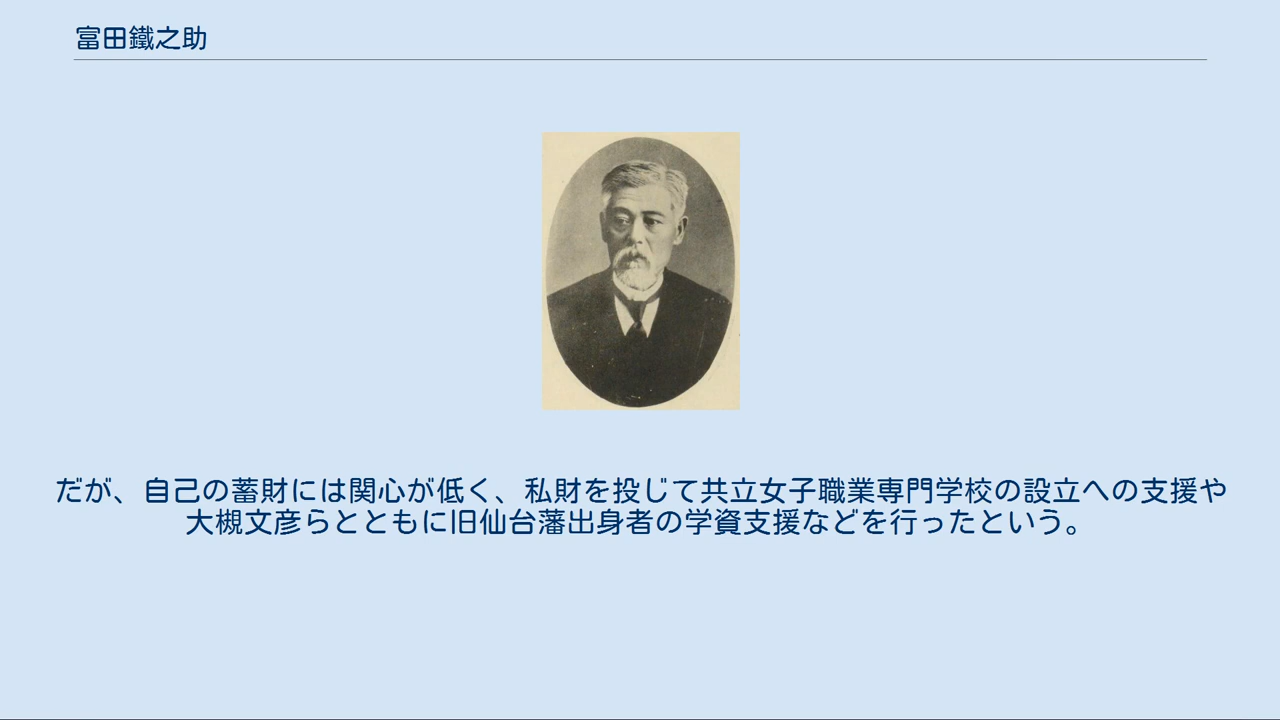 富田鐵之助
だが、自己の蓄財には関心が低く、私財を投じて共立女子職業専門学校の設立への支援や
大槻文彦らとともに旧仙台藩出身者の学資支援などを行ったという。